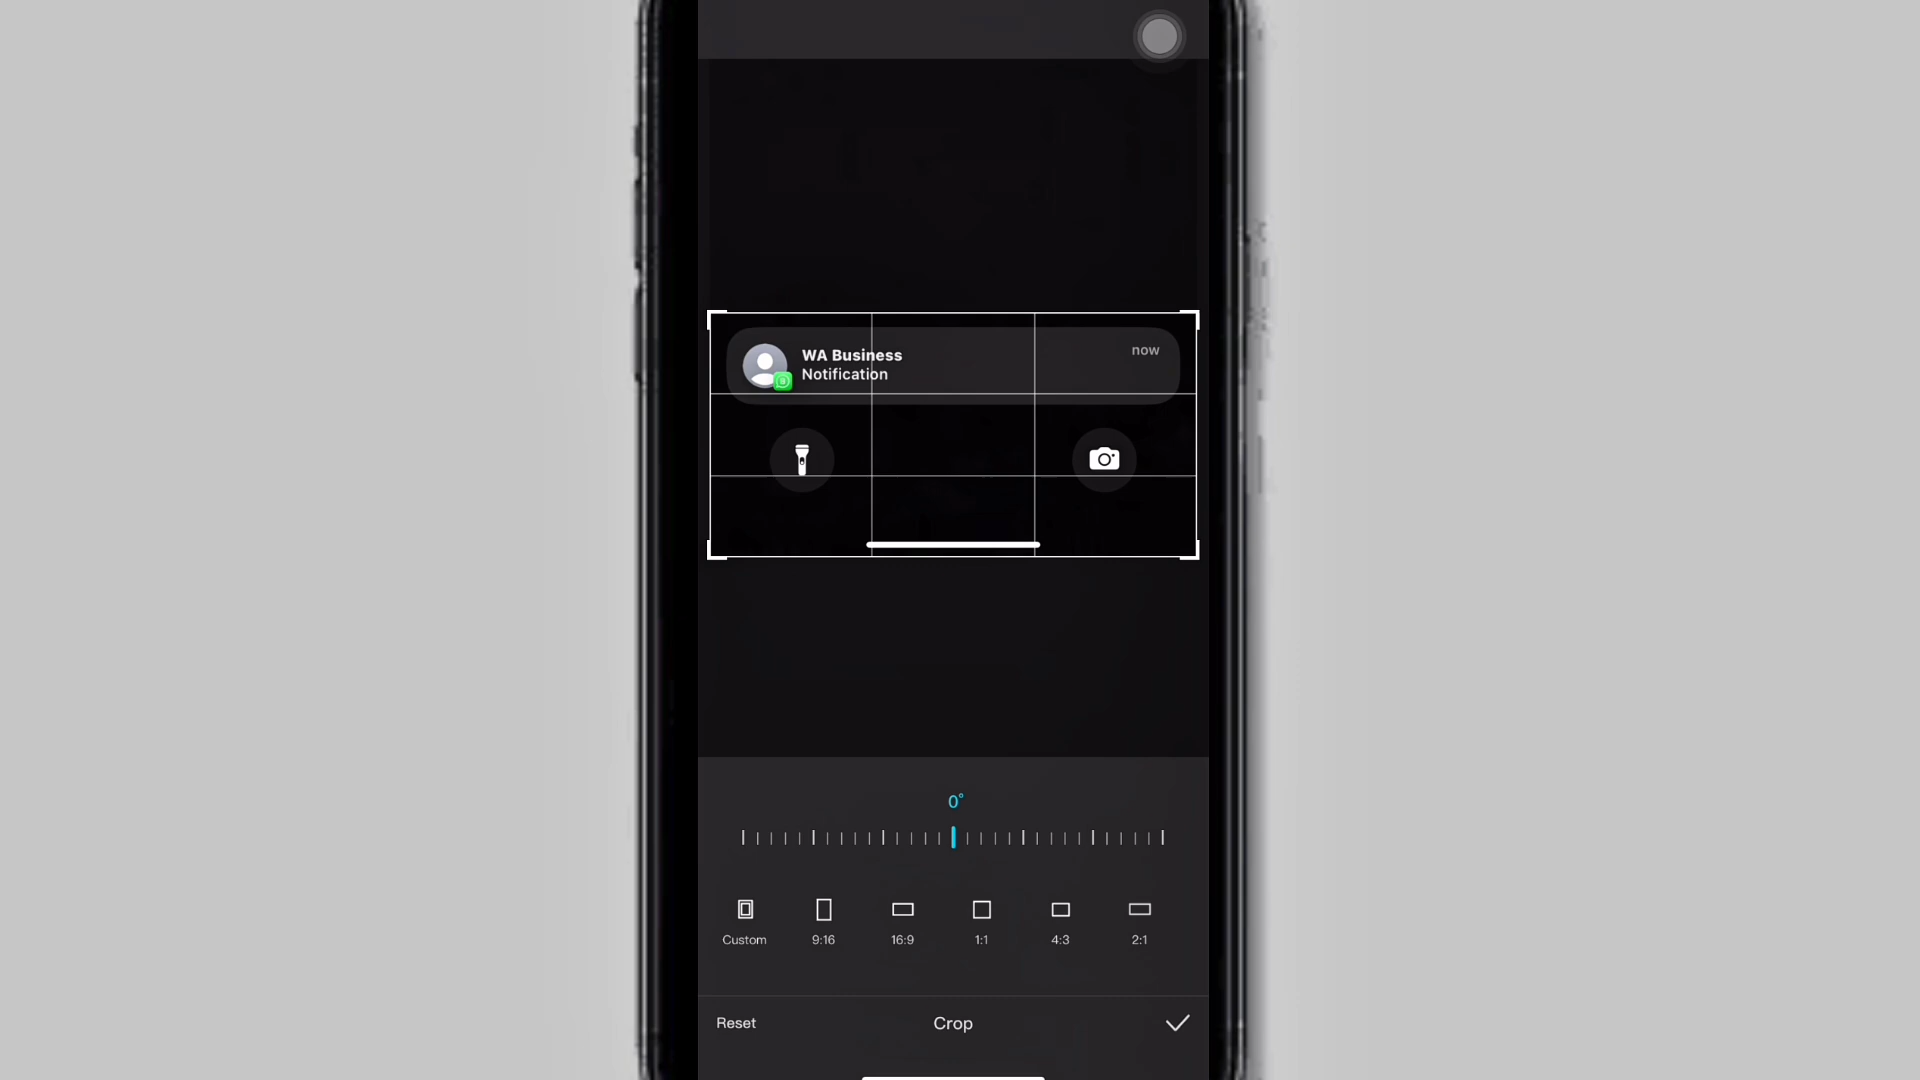 WA Business
now
Notification
0°
Custom
9:16
16:9
1:1
4:3
2:1
Reset
Crop